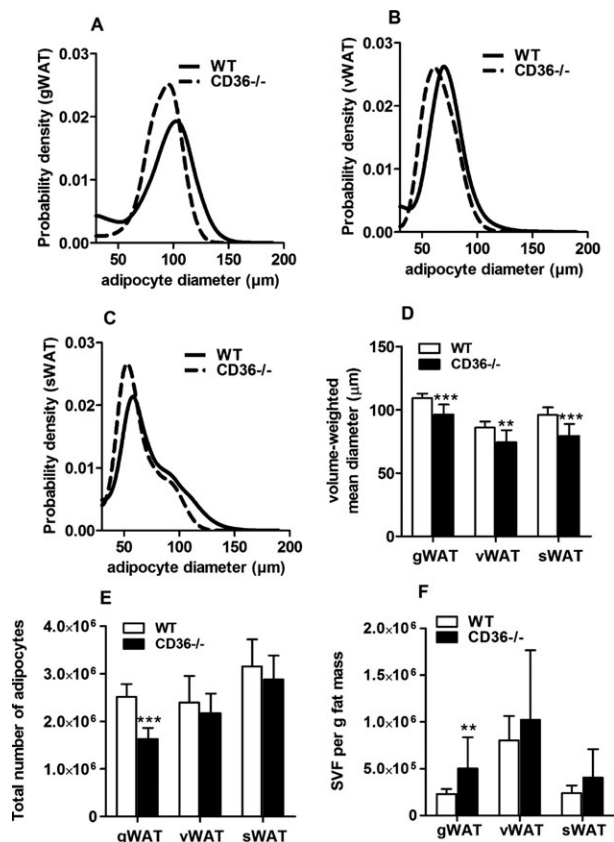 A
WT
CD36-/-
Probability density (gWAT)
0.03
0.02
0.01
0.00
50
100
150
200
adipocyte diameter (µm)
B
WT
CD36-/-
Probability density (vWAT)
0.03
0.02
0.01
0.00
50
100
150
200
adipocyte diameter (µm)
C
WT
CD36-/-
Probability density (sWAT)
0.03
0.02
0.01
0.00
50
100
150
200
adipocyte diameter (µm)
D
WT
CD36-/-
volume-weighted
mean diameter (µm)
150
100
50
0
***
**
***
gWAT
vWAT
sWAT
E
WT
CD36-/-
Total number of adipocytes
4.0×10⁶
3.0×10⁶
2.0×10⁶
1.0×10⁶
0.0
***
gWAT
vWAT
sWAT
F
WT
CD36-/-
SVF per g fat mass
2.0×10⁶
1.5×10⁶
1.0×10⁶
5.0×10⁵
0.0
**
gWAT
vWAT
sWAT